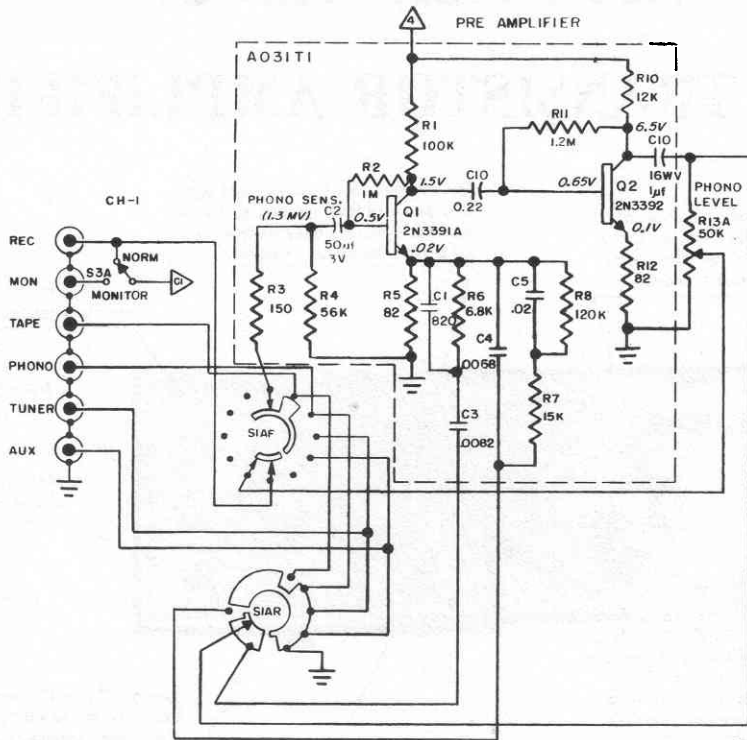 4
PRE AMPLIFIER
A031T1
R10
12K
R1
100K
R11
1.2M
6.5V
C10
16WV
1µf
R2
1M
1.5V
C10
0.22
0.65V
Q2
2N3392
PHONO
LEVEL
R13A
50K
CH-1
PHONO SENS.
(1.3 MV)
C2
50µf
3V
0.5V
Q1
2N3391A
.02V
0.1V
REC
NORM
MON
S3A
MONITOR
C1
TAPE
PHONO
TUNER
AUX
R3
150
R4
56K
R5
82
C1
820
R6
6.8K
C4
.0068
C5
.02
R8
120K
R12
82
C3
.0082
R7
15K
S1AF
S1AR